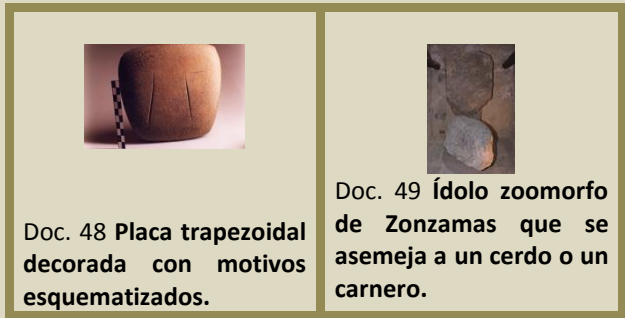 Doc. 48 Placa trapezoidal
decorada con motivos
esquematizados.
Doc. 49 Ídolo zoomorfo
de Zonzamas que se
asemeja a un cerdo o un
carnero.